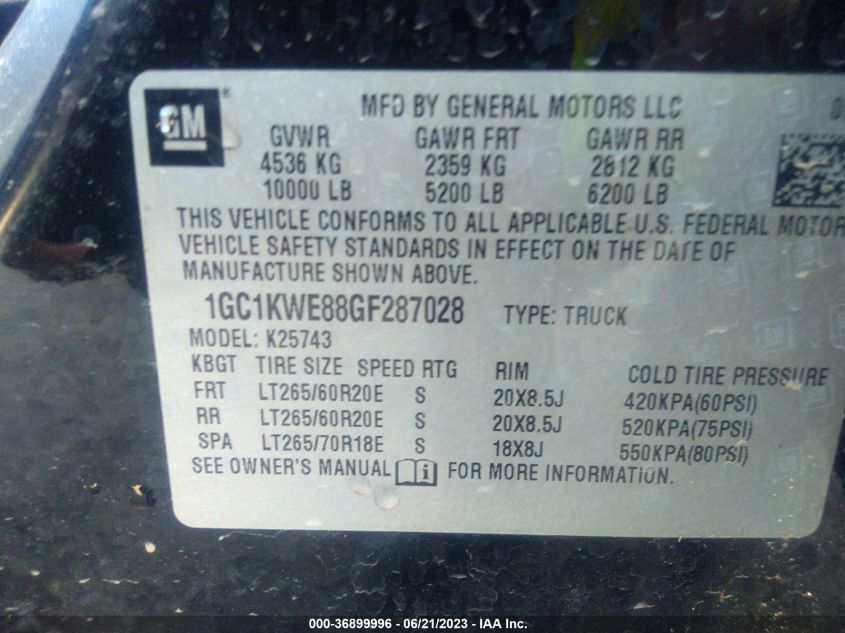 GM® MFD BY GENERAL MOTORS LLC 0
GVWR GAWR FRT GAWR RR
4536 KG 2359 KG 2812 KG
10000 LB 5200 LB 6200 LB
THIS VEHICLE CONFORMS TO ALL APPLICABLE U.S. FEDERAL MOTOR
VEHICLE SAFETY STANDARDS IN EFFECT ON THE DATE OF
MANUFACTURE SHOWN ABOVE.
1GC1KWE88GF287028 TYPE: TRUCK
MODEL: K25743
KBGT TIRE SIZE SPEED RTG RIM COLD TIRE PRESSURE
FRT LT265/60R20E S 20X8.5J 420KPA(60PSI)
RR LT265/60R20E S 20X8.5J 520KPA(75PSI)
SPA LT265/70R18E S 18X8J 550KPA(80PSI)
SEE OWNER'S MANUAL i FOR MORE INFORMATION.
000-36899996 - 06/21/2023 - IAA Inc.